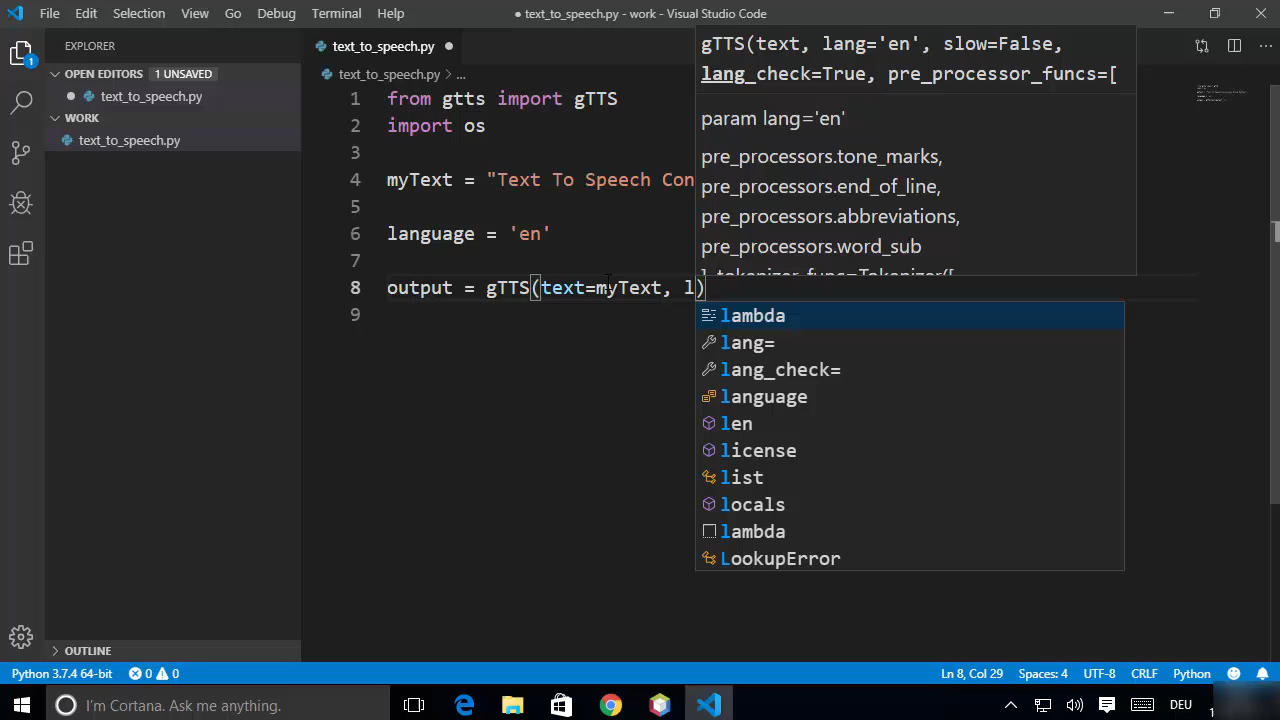 File Edit Selection View Go Debug Terminal Help ● text_to_speech.py - work - Visual Studio Code
EXPLORER
OPEN EDITORS 1 UNSAVED
text_to_speech.py
WORK
text_to_speech.py
OUTLINE
1
text_to_speech.py
text_to_speech.py > ...
1 from gtts import gTTS
2 import os
3
4 myText = "Text To Speech Con
5
6 language = 'en'
7
8 output = gTTS(text=myText, l)
9
gTTS(text, lang='en', slow=False,
lang_check=True, pre_processor_funcs=[
param lang='en'
pre_processors.tone_marks,
pre_processors.end_of_line,
pre_processors.abbreviations,
pre_processors.word_sub
], tokenizer_func=Tokenizer([
lambda
lang=
lang_check=
language
len
license
list
locals
lambda
LookupError
Python 3.7.4 64-bit 0 0 Ln 8, Col 29 Spaces: 4 UTF-8 CRLF Python
I'm Cortana. Ask me anything. DEU